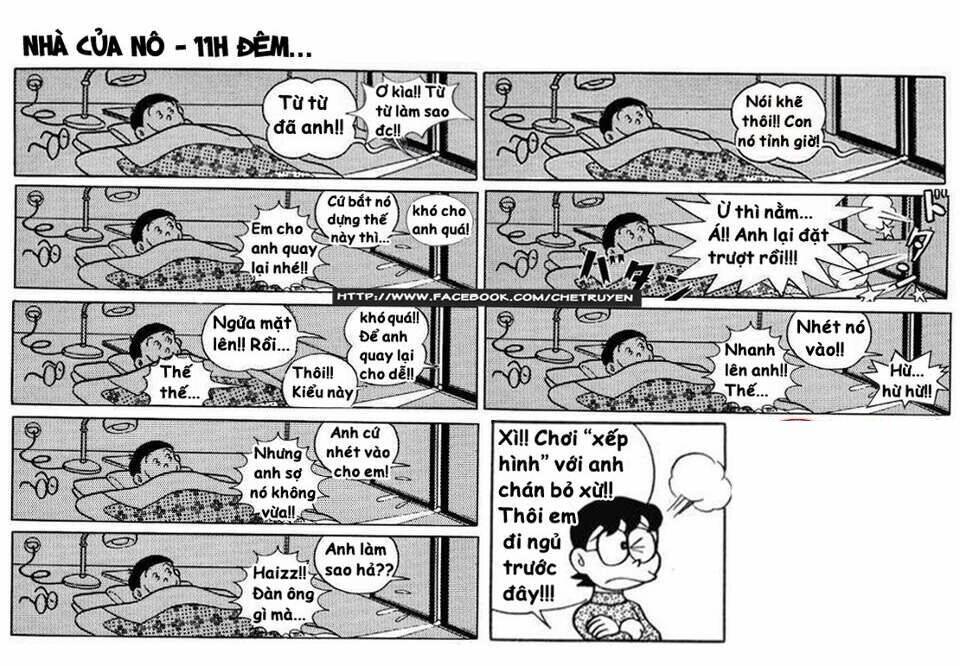 NHÀ CỦA NÔ - 11H ĐÊM...
Từ từ
đã anh!!
Ơ kìa!! Từ
từ làm sao
đc!!
Nói khẽ
thôi!! Con
nó tỉnh giờ!
Em cho
anh quay
lại nhé!!
Cứ bắt nó
dựng thế
này thì...
khó cho
anh quá!
Ừ thì nằm...
Á!! Anh lại đặt
trượt rồi!!!
バタン
HTTP://WWW.FACEBOOK.COM/CHETRUYEN
Ngửa mặt
lên!! Rồi...
Thế
thế...
Thôi!!
Kiểu này
khó quá!!
Để anh
quay lại
cho dễ!!
Nhanh
lên anh!!
Thế...
Nhét nó
vào!!
Hừ...
hừ hừ!!
Nhưng
anh sợ
nó không
vừa!!
Anh cứ
nhét vào
cho em!
Haizz!!
Đàn ông
gì mà...
Anh làm
sao hả??
Xì!! Chơi "xếp
hình" với anh
chán bỏ xừ!!
Thôi em
đi ngủ
trước
đây!!!